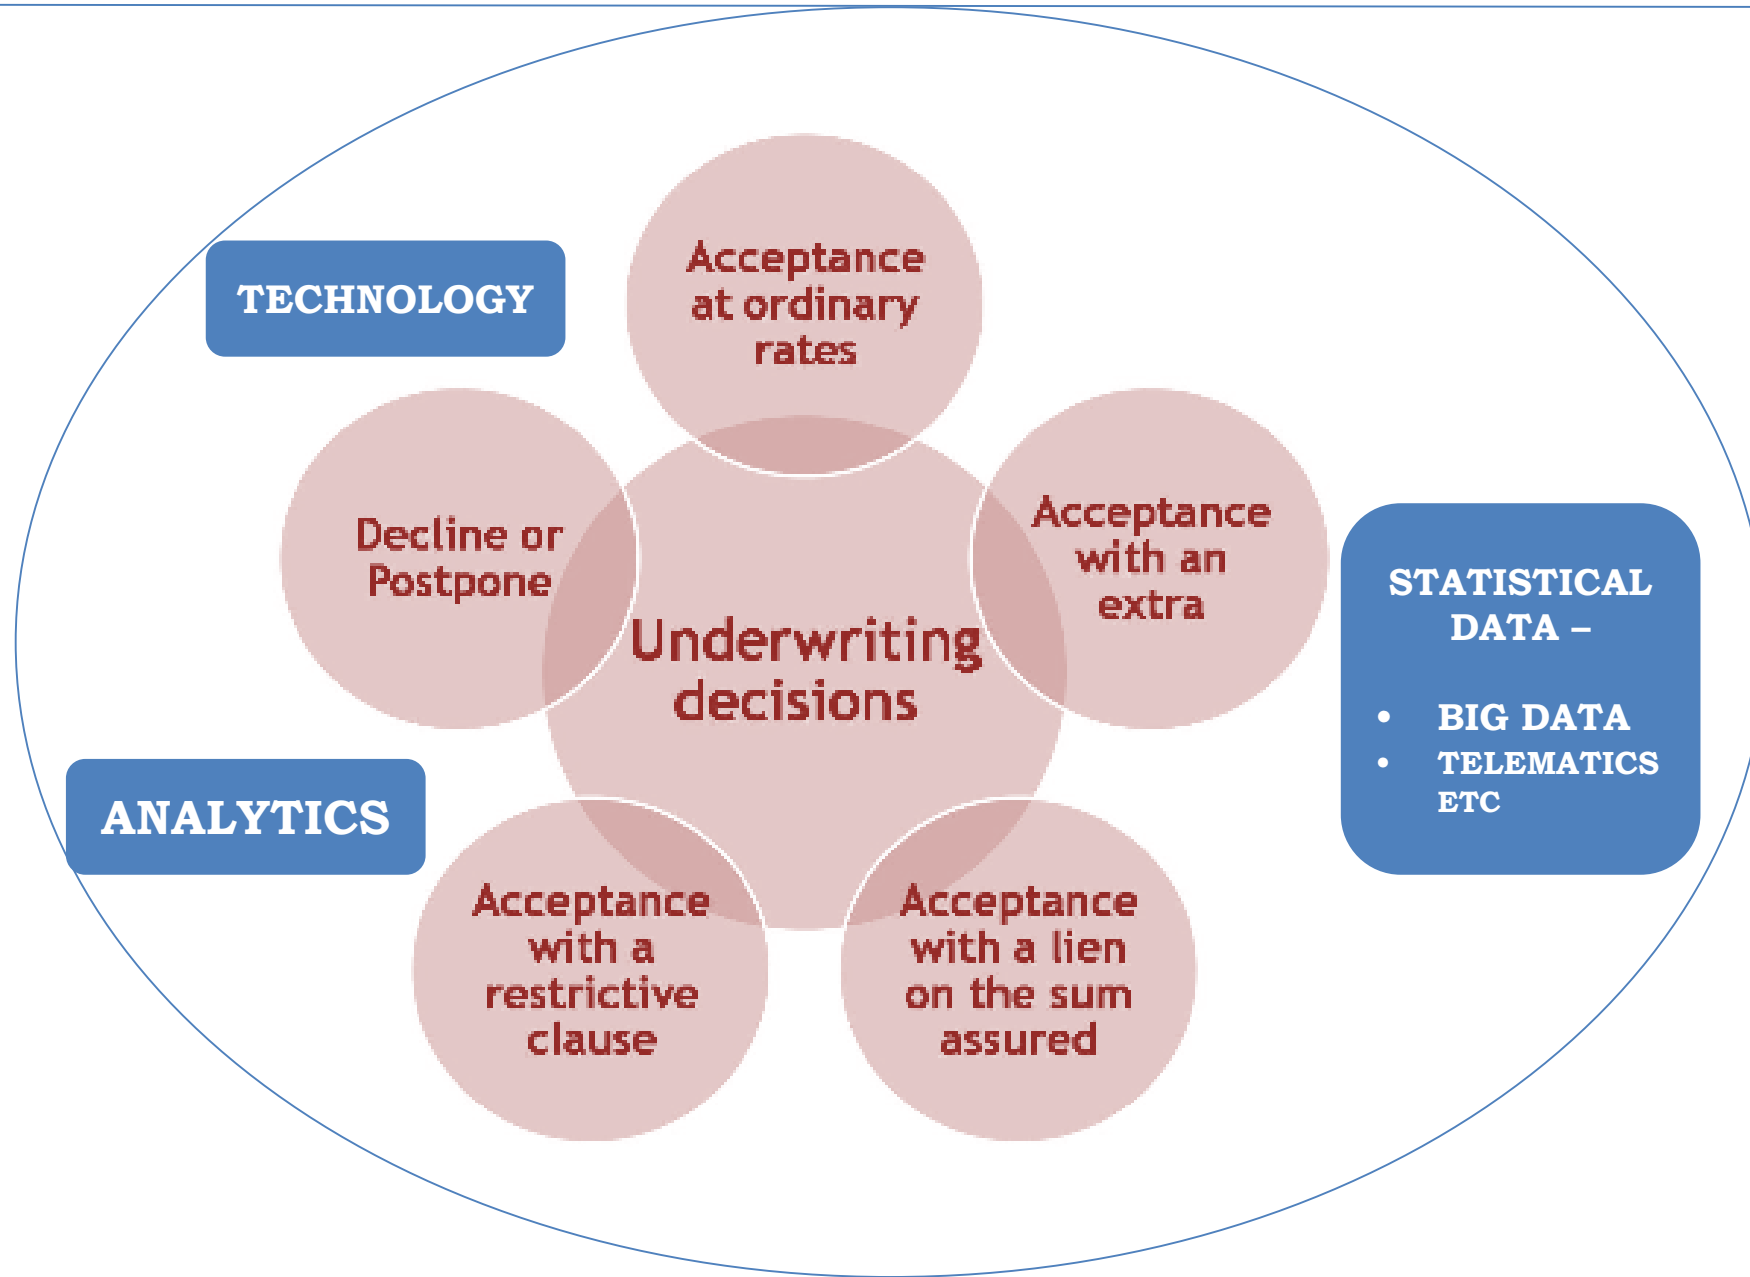 TECHNOLOGY
Acceptance
at ordinary
rates
Decline or
Postpone
Acceptance
with an
extra
Underwriting
decisions
STATISTICAL
DATA –
• BIG DATA
• TELEMATICS
ETC
ANALYTICS
Acceptance
with a
restrictive
clause
Acceptance
with a lien
on the sum
assured